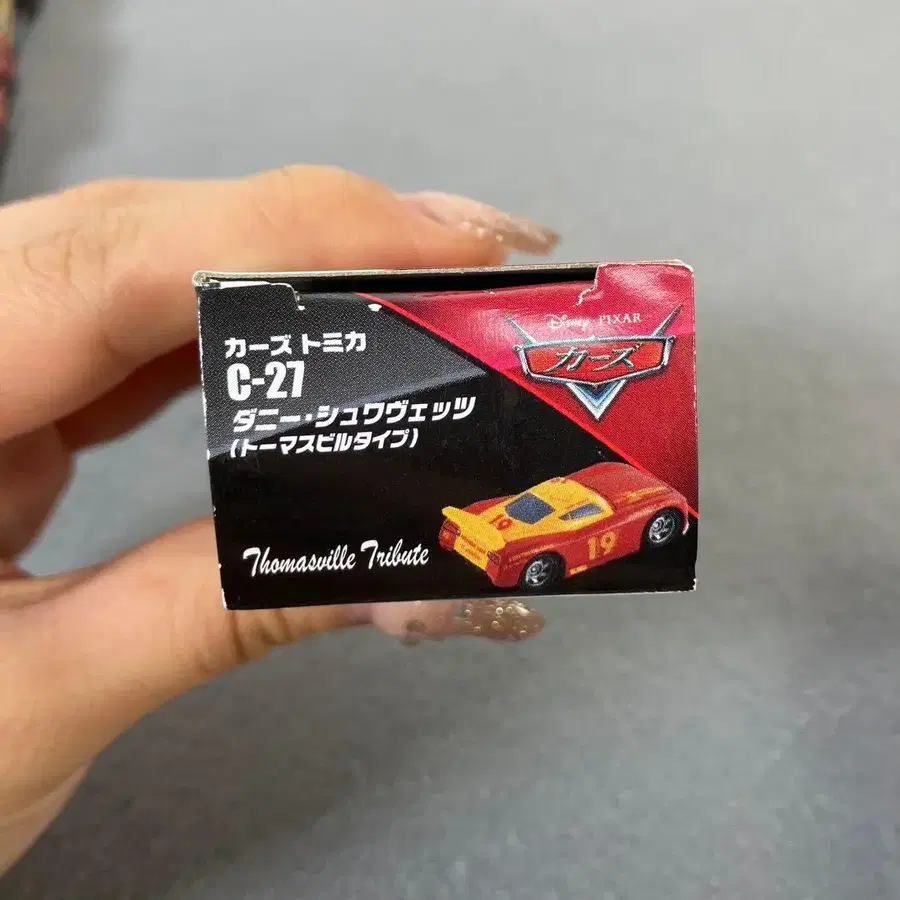 カーズ トミカ
C-27
ダニー・シュワヴェッツ
(トーマスビルタイプ)
Thomasville Tribute
Disney PIXAR
カーズ
19
19